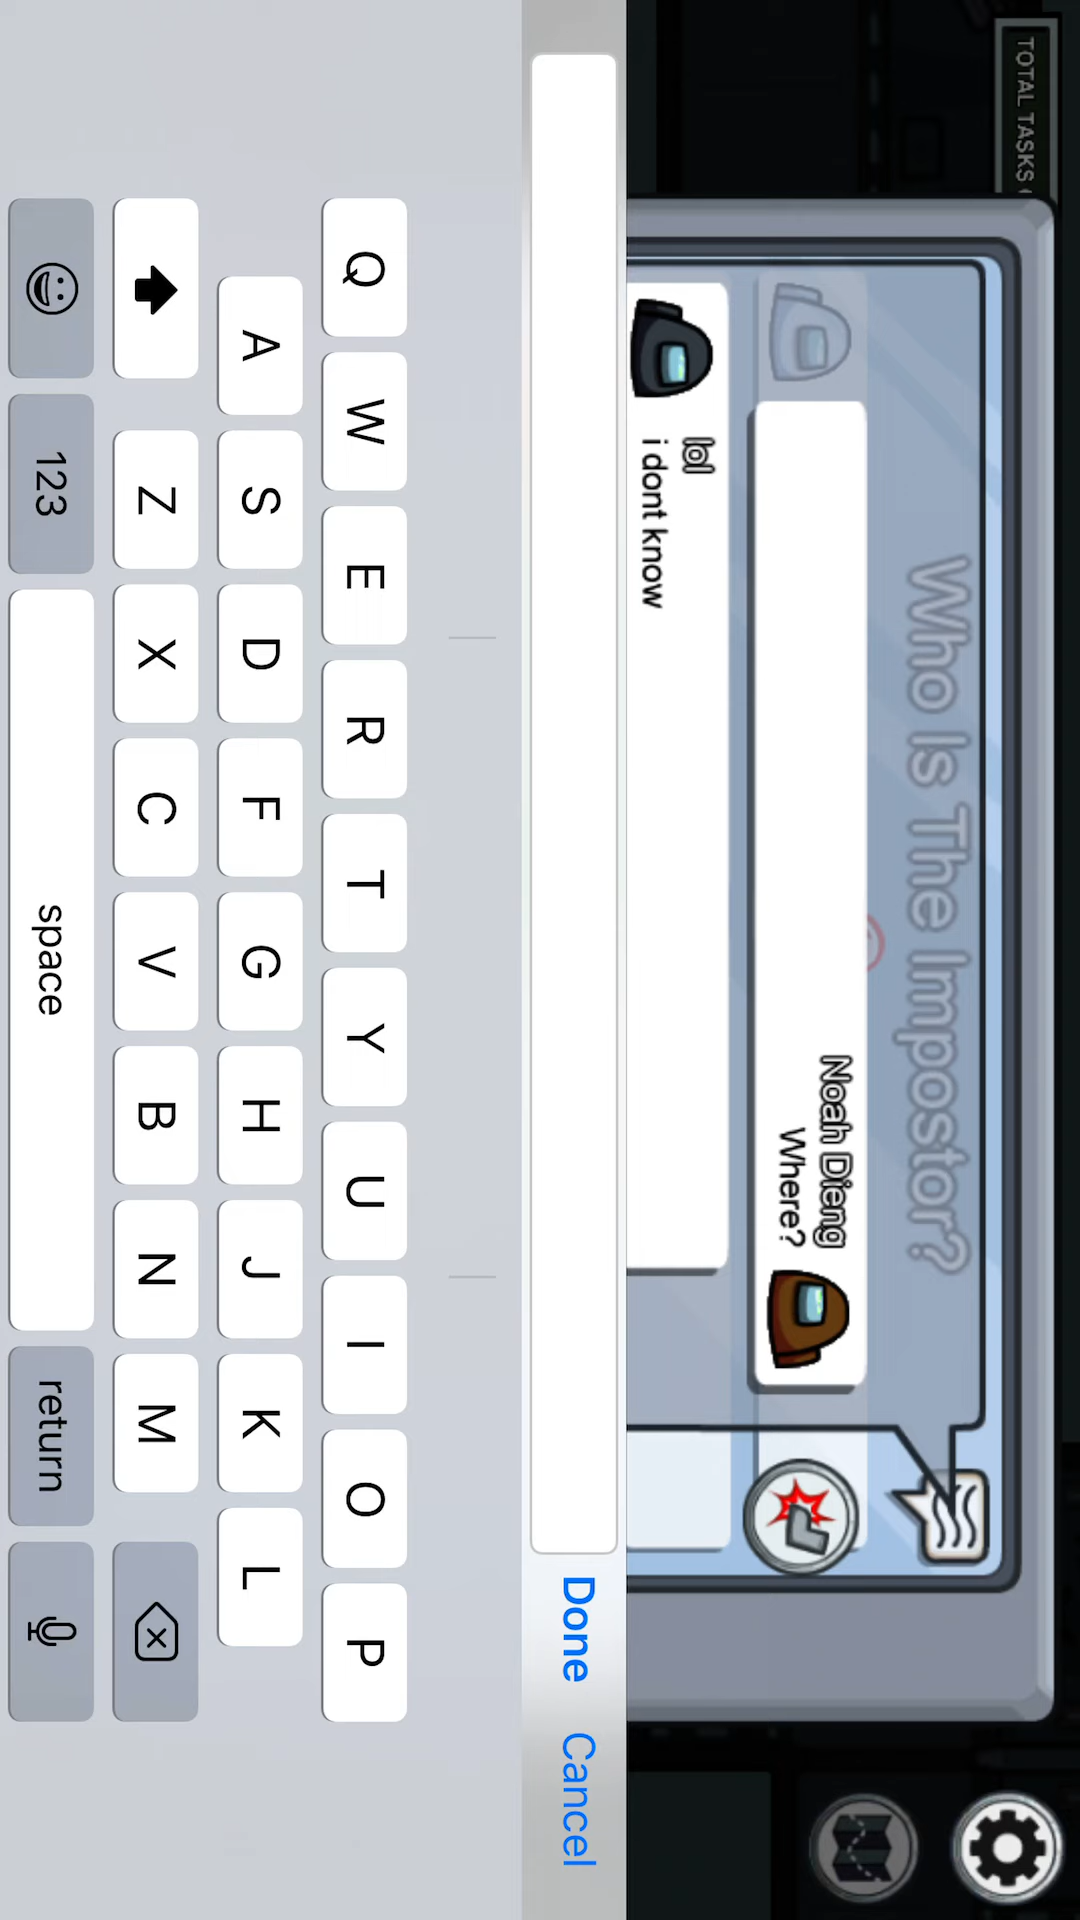 TOTAL TASKS
Who Is The Impostor?
Noah Dieng
Where?
lol
i dont know
Done Cancel
Q W E R T Y U I O P
A S D F G H J K L
Z X C V B N M
123 space return